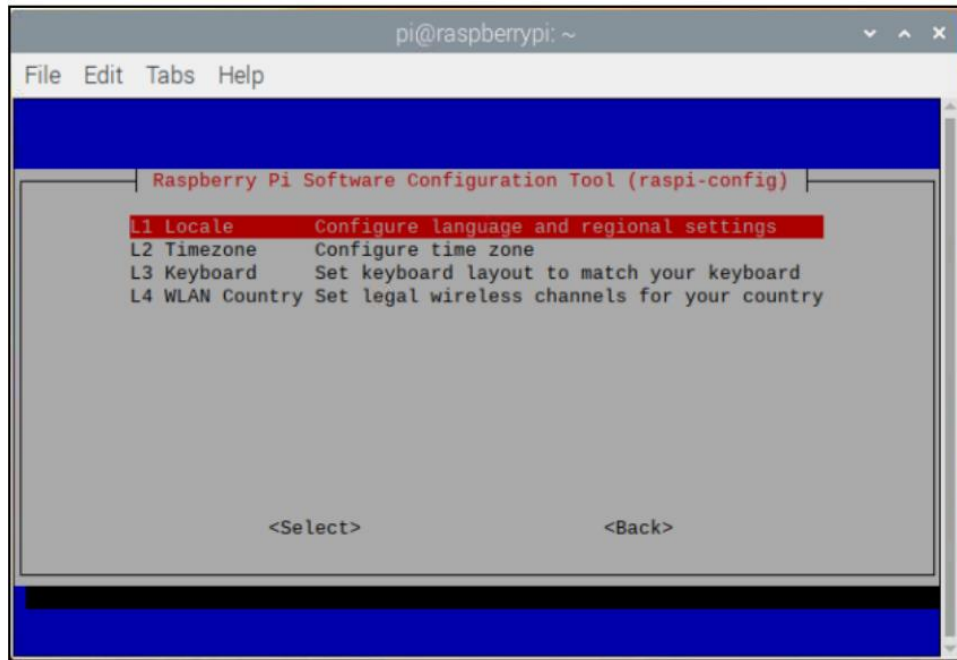 pi@raspberrypi: ~
File Edit Tabs Help
Raspberry Pi Software Configuration Tool (raspi-config)
L1 Locale Configure language and regional settings
L2 Timezone Configure time zone
L3 Keyboard Set keyboard layout to match your keyboard
L4 WLAN Country Set legal wireless channels for your country
<Select> <Back>